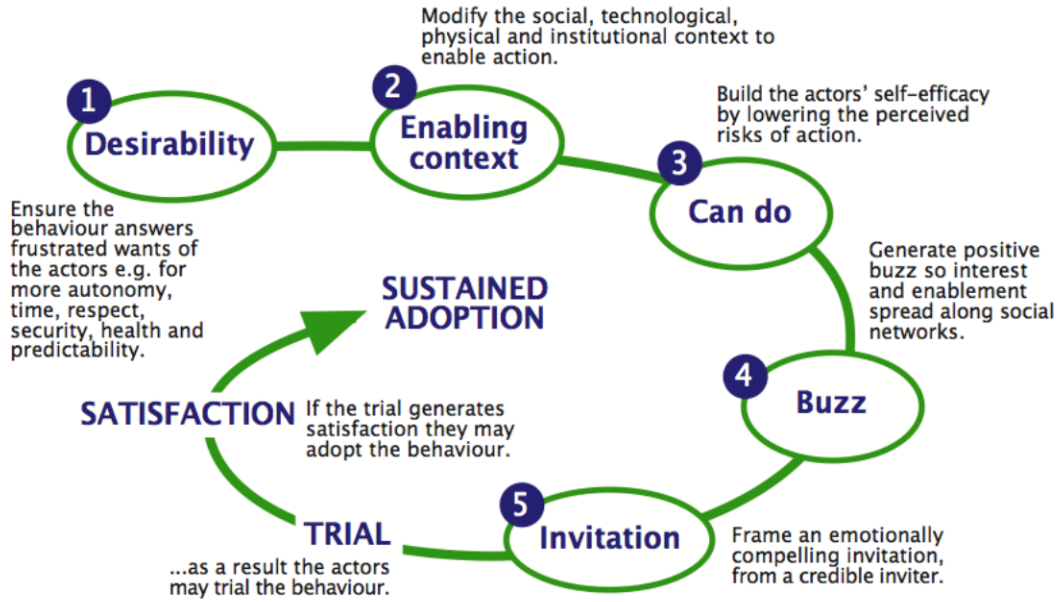 1
Desirability
Ensure the
behaviour answers
frustrated wants of
the actors e.g. for
more autonomy,
time, respect,
security, health and
predictability.
2
Enabling
context
Modify the social, technological,
physical and institutional context to
enable action.
3
Can do
Build the actors' self-efficacy
by lowering the perceived
risks of action.
4
Buzz
Generate positive
buzz so interest
and enablement
spread along social
networks.
5
Invitation
Frame an emotionally
compelling invitation,
from a credible inviter.
TRIAL
...as a result the actors
may trial the behaviour.
SATISFACTION
If the trial generates
satisfaction they may
adopt the behaviour.
SUSTAINED
ADOPTION